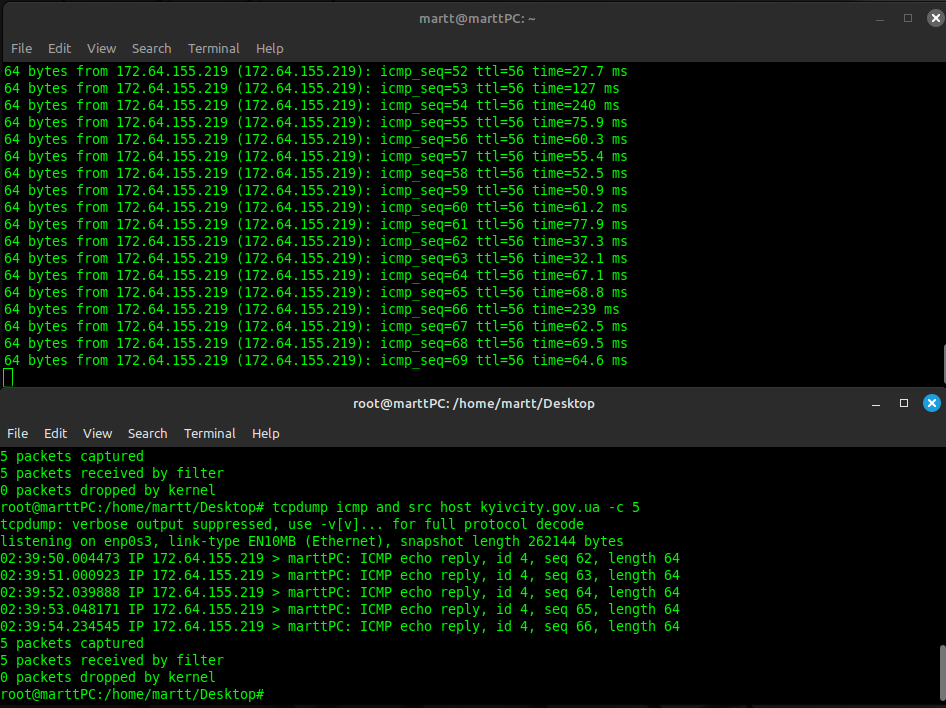 martt@marttPC: ~
File Edit View Search Terminal Help
64 bytes from 172.64.155.219 (172.64.155.219): icmp_seq=52 ttl=56 time=27.7 ms
64 bytes from 172.64.155.219 (172.64.155.219): icmp_seq=53 ttl=56 time=127 ms
64 bytes from 172.64.155.219 (172.64.155.219): icmp_seq=54 ttl=56 time=240 ms
64 bytes from 172.64.155.219 (172.64.155.219): icmp_seq=55 ttl=56 time=75.9 ms
64 bytes from 172.64.155.219 (172.64.155.219): icmp_seq=56 ttl=56 time=60.3 ms
64 bytes from 172.64.155.219 (172.64.155.219): icmp_seq=57 ttl=56 time=55.4 ms
64 bytes from 172.64.155.219 (172.64.155.219): icmp_seq=58 ttl=56 time=52.5 ms
64 bytes from 172.64.155.219 (172.64.155.219): icmp_seq=59 ttl=56 time=50.9 ms
64 bytes from 172.64.155.219 (172.64.155.219): icmp_seq=60 ttl=56 time=61.2 ms
64 bytes from 172.64.155.219 (172.64.155.219): icmp_seq=61 ttl=56 time=77.9 ms
64 bytes from 172.64.155.219 (172.64.155.219): icmp_seq=62 ttl=56 time=37.3 ms
64 bytes from 172.64.155.219 (172.64.155.219): icmp_seq=63 ttl=56 time=32.1 ms
64 bytes from 172.64.155.219 (172.64.155.219): icmp_seq=64 ttl=56 time=67.1 ms
64 bytes from 172.64.155.219 (172.64.155.219): icmp_seq=65 ttl=56 time=68.8 ms
64 bytes from 172.64.155.219 (172.64.155.219): icmp_seq=66 ttl=56 time=239 ms
64 bytes from 172.64.155.219 (172.64.155.219): icmp_seq=67 ttl=56 time=62.5 ms
64 bytes from 172.64.155.219 (172.64.155.219): icmp_seq=68 ttl=56 time=69.5 ms
64 bytes from 172.64.155.219 (172.64.155.219): icmp_seq=69 ttl=56 time=64.6 ms
root@marttPC: /home/martt/Desktop
File Edit View Search Terminal Help
5 packets captured
5 packets received by filter
0 packets dropped by kernel
root@marttPC:/home/martt/Desktop# tcpdump icmp and src host kyivcity.gov.ua -c 5
tcpdump: verbose output suppressed, use -v[v]... for full protocol decode
listening on enp0s3, link-type EN10MB (Ethernet), snapshot length 262144 bytes
02:39:50.004473 IP 172.64.155.219 > marttPC: ICMP echo reply, id 4, seq 62, length 64
02:39:51.000923 IP 172.64.155.219 > marttPC: ICMP echo reply, id 4, seq 63, length 64
02:39:52.039888 IP 172.64.155.219 > marttPC: ICMP echo reply, id 4, seq 64, length 64
02:39:53.048171 IP 172.64.155.219 > marttPC: ICMP echo reply, id 4, seq 65, length 64
02:39:54.234545 IP 172.64.155.219 > marttPC: ICMP echo reply, id 4, seq 66, length 64
5 packets captured
5 packets received by filter
0 packets dropped by kernel
root@marttPC:/home/martt/Desktop#